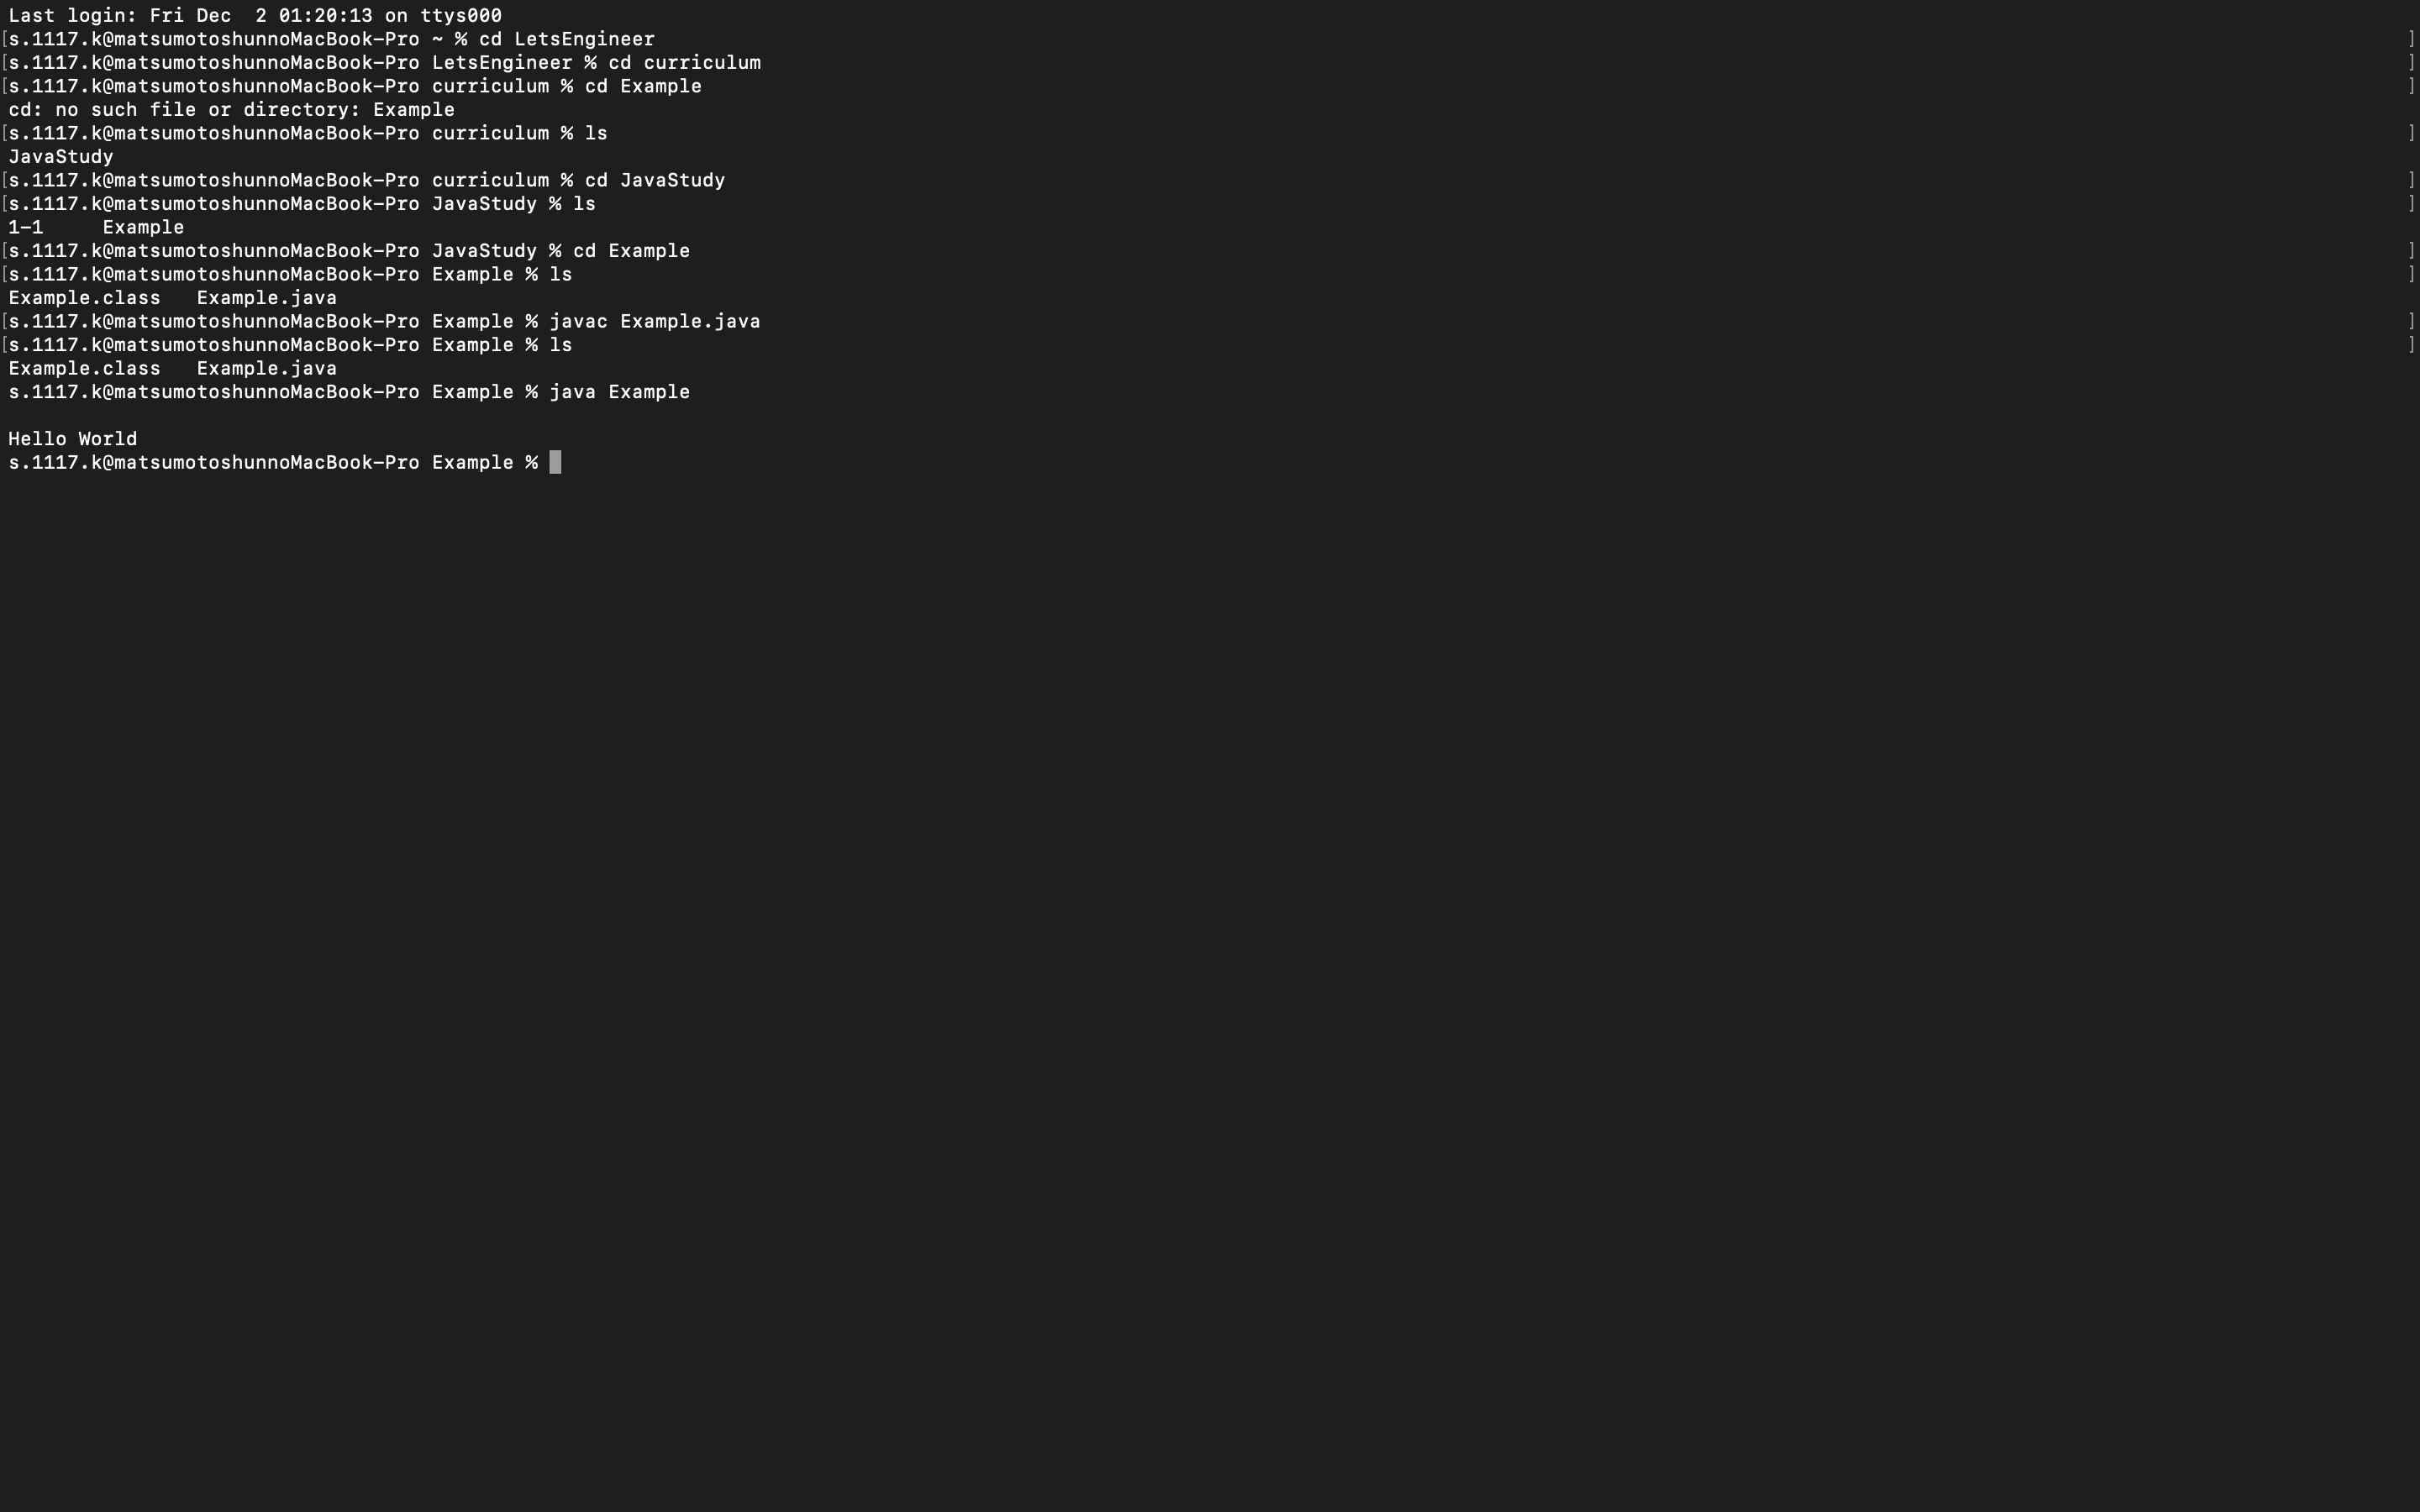 Last login: Fri Dec  2 01:20:13 on ttys000
[s.1117.k@matsumotoshunnoMacBook-Pro ~ % cd LetsEngineer ]
[s.1117.k@matsumotoshunnoMacBook-Pro LetsEngineer % cd curriculum ]
[s.1117.k@matsumotoshunnoMacBook-Pro curriculum % cd Example ]
cd: no such file or directory: Example
[s.1117.k@matsumotoshunnoMacBook-Pro curriculum % ls ]
JavaStudy
[s.1117.k@matsumotoshunnoMacBook-Pro curriculum % cd JavaStudy ]
[s.1117.k@matsumotoshunnoMacBook-Pro JavaStudy % ls ]
1-1     Example
[s.1117.k@matsumotoshunnoMacBook-Pro JavaStudy % cd Example ]
[s.1117.k@matsumotoshunnoMacBook-Pro Example % ls ]
Example.class   Example.java
[s.1117.k@matsumotoshunnoMacBook-Pro Example % javac Example.java ]
[s.1117.k@matsumotoshunnoMacBook-Pro Example % ls ]
Example.class   Example.java
s.1117.k@matsumotoshunnoMacBook-Pro Example % java Example

Hello World
s.1117.k@matsumotoshunnoMacBook-Pro Example %